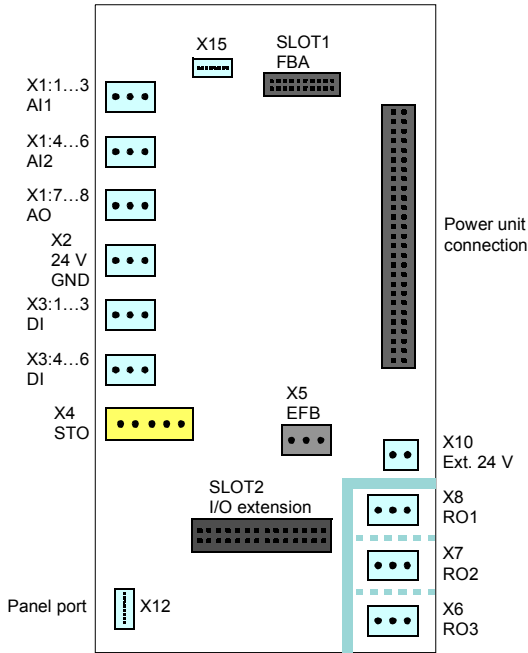 X15
SLOT1
FBA
X1:1…3
AI1
X1:4…6
AI2
X1:7…8
AO
X2
24 V
GND
X3:1…3
DI
X3:4…6
DI
X4
STO
Power unit
connection
X5
EFB
X10
Ext. 24 V
SLOT2
I/O extension
X8
RO1
X7
RO2
X6
RO3
Panel port
X12